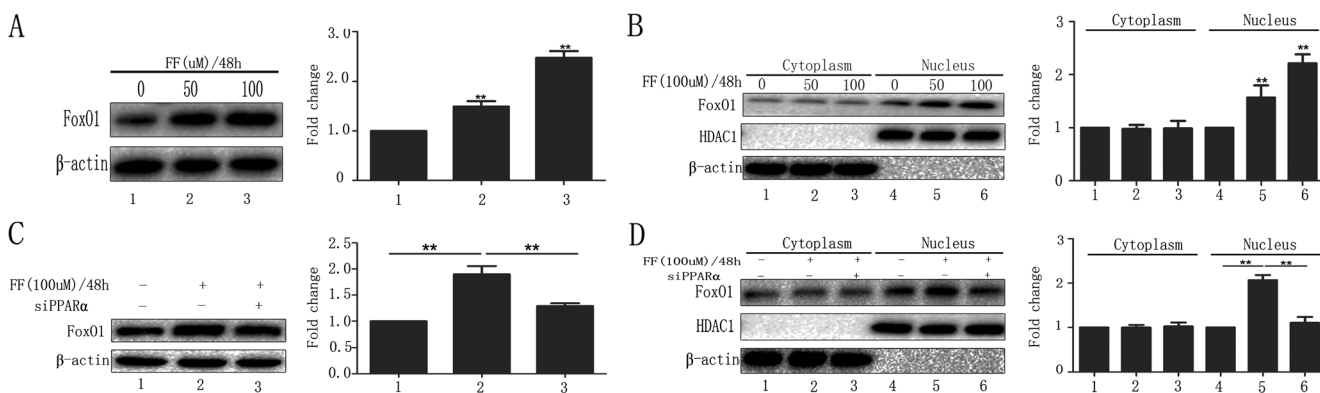 A
FF(uM)/48h
0 50 100
FoxO1
β-actin
1 2 3
Fold change
3.0
2.0
1.0
0
** **
1 2 3
B
Cytoplasm Nucleus
FF(100uM)/48h 0 50 100 0 50 100
FoxO1
HDAC1
β-actin
1 2 3 4 5 6
Fold change
3
2
1
0
Cytoplasm Nucleus
** **
1 2 3 4 5 6
C
FF(100uM)/48h − + +
siPPARα − − +
FoxO1
β-actin
1 2 3
Fold change
2.5
2.0
1.5
1.0
0.5
0.0
** **
1 2 3
D
Cytoplasm Nucleus
FF(100uM)/48h − + + − + +
siPPARα − − + − − +
FoxO1
HDAC1
β-actin
1 2 3 4 5 6
Fold change
3
2
1
0
Cytoplasm Nucleus
** **
1 2 3 4 5 6